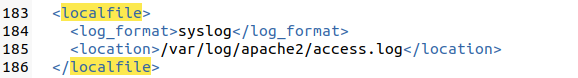 183 <localfile>
184 <log_format>syslog</log_format>
185 <location>/var/log/apache2/access.log</location>
186 </localfile>